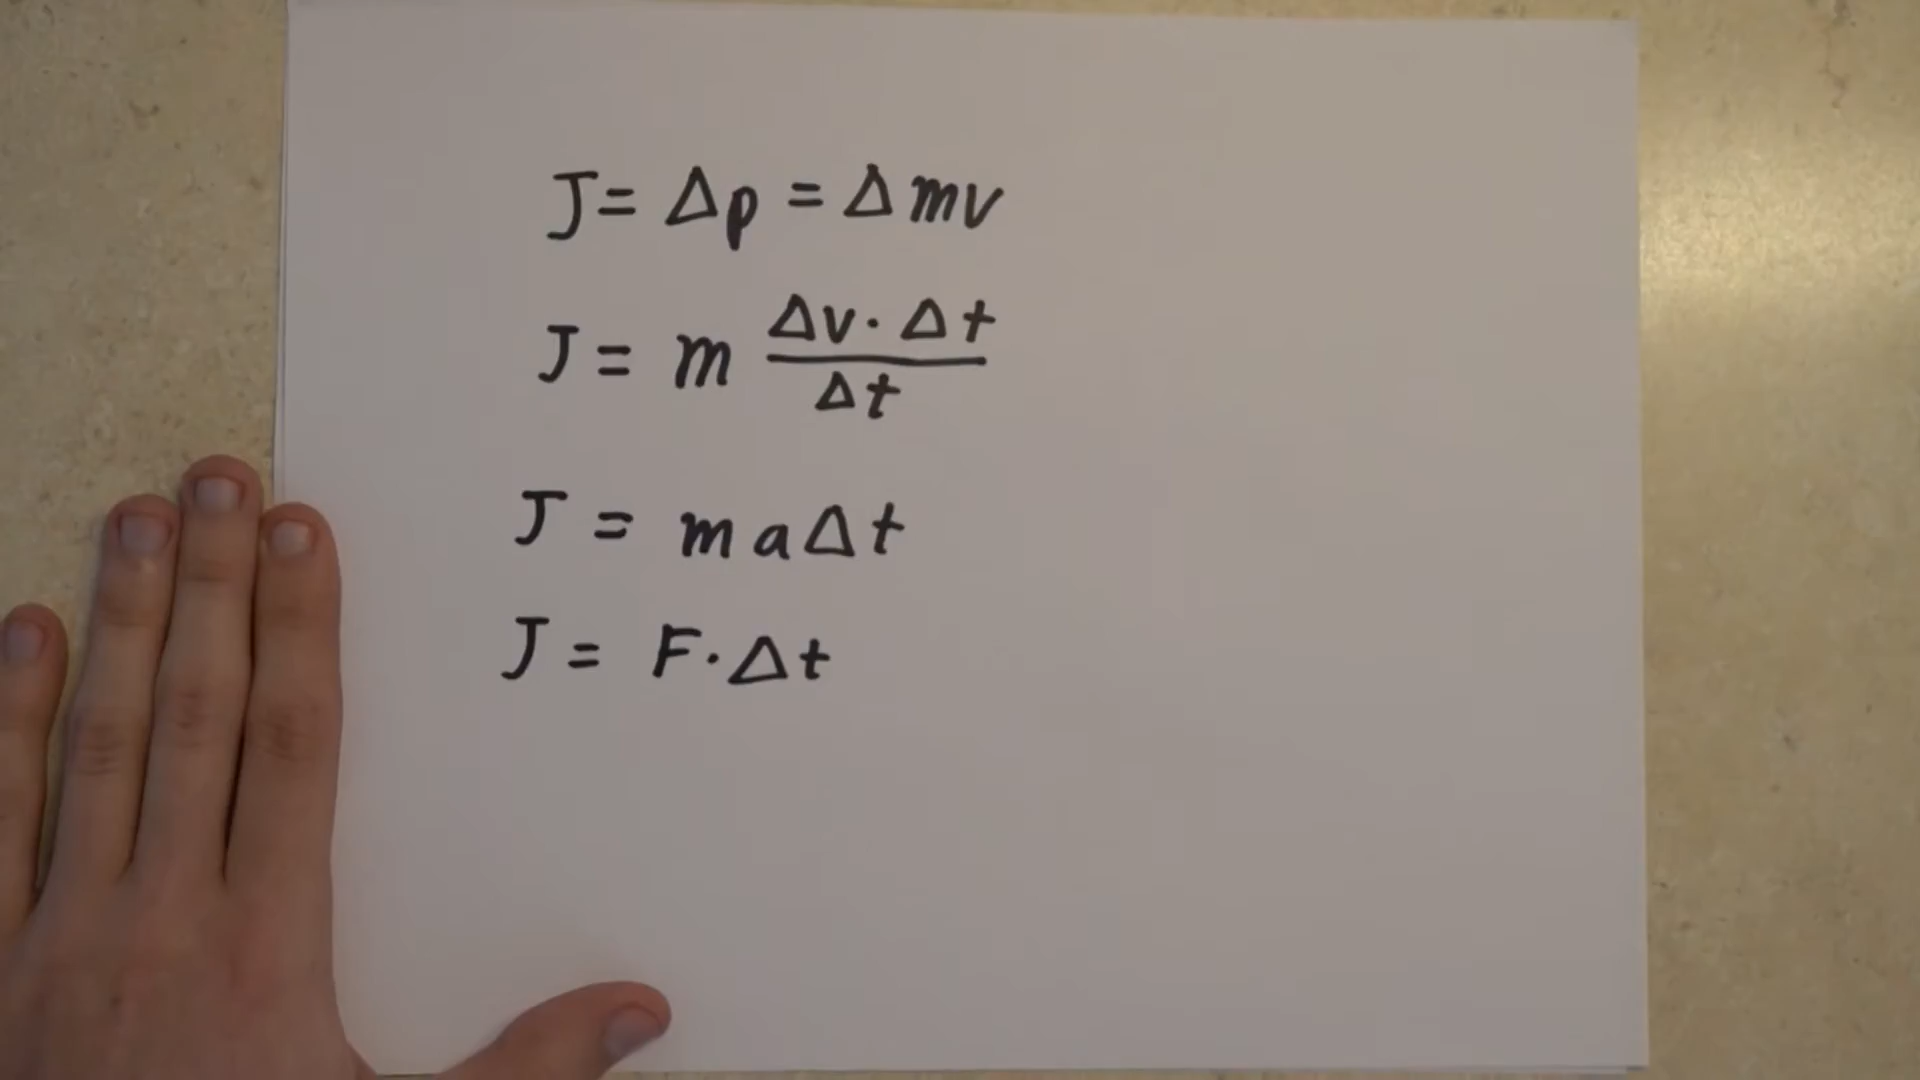 J = Δp = Δmv
J = m Δv · Δt / Δt
J = maΔt
J = F · Δt